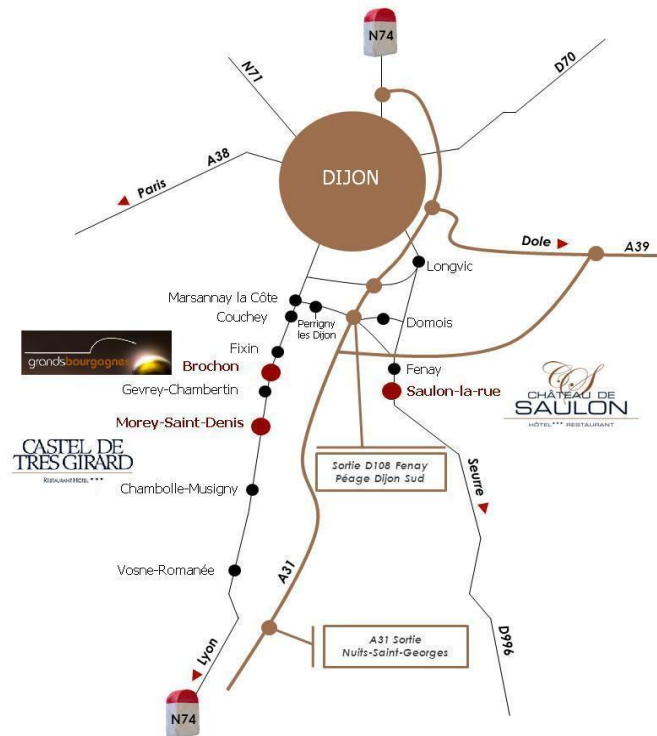 N74
N71
D70
A38
Paris
DIJON
Dole
A39
Longvic
Marsannay la Côte
Couchey
Perrigny
les Dijon
Domois
Fixin
grandsbourgognes
Brochon
Fenay
Gevrey-Chambertin
Saulon-la-rue
CS
CHÂTEAU DE
SAULON
HÔTEL*** RESTAURANT
Morey-Saint-Denis
CASTEL DE
TRES GIRARD
RESTAURANT HÔTEL ***
Sortie D108 Fenay
Péage Dijon Sud
Seurre
Chambolle-Musigny
Vosne-Romanée
A31
D996
A31 Sortie
Nuits-Saint-Georges
Lyon
N74